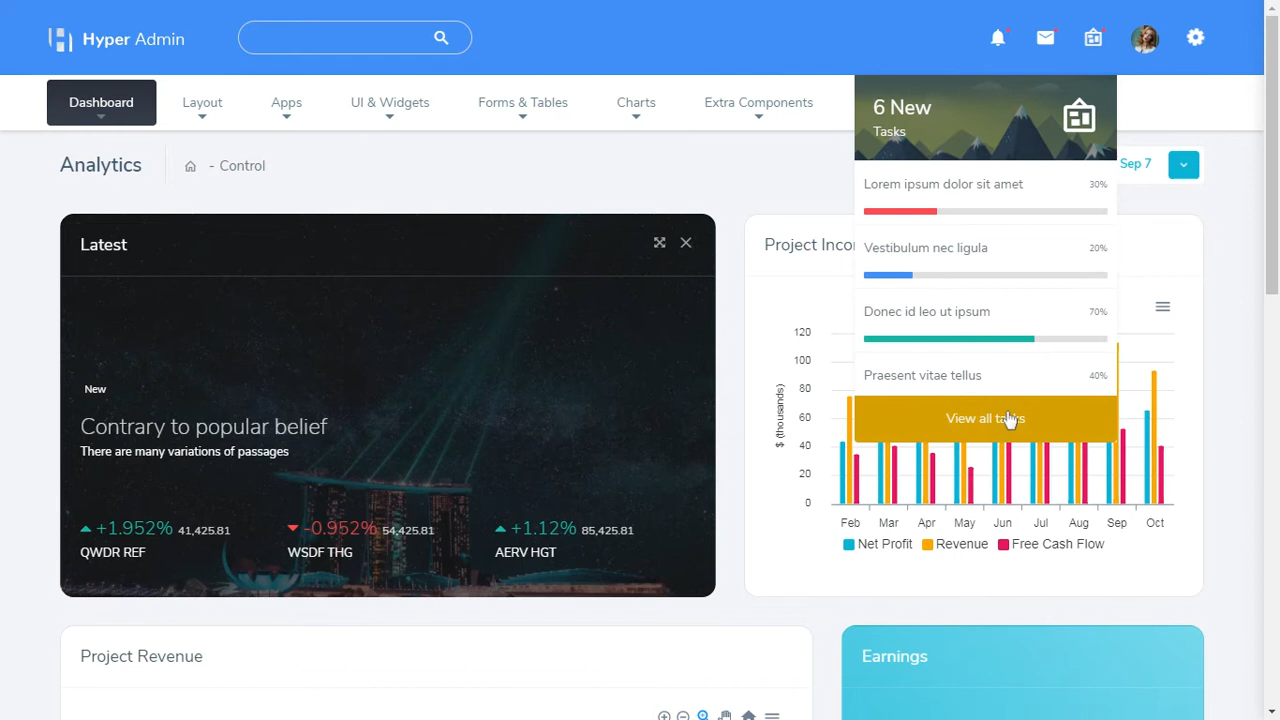 Hyper Admin
Dashboard
Layout
Apps
UI & Widgets
Forms & Tables
Charts
Extra Components
6 New
Tasks
Analytics
- Control
Sep 7
Lorem ipsum dolor sit amet
30%
Vestibulum nec ligula
20%
Donec id leo ut ipsum
70%
Praesent vitae tellus
40%
View all tasks
Latest
New
Contrary to popular belief
There are many variations of passages
+1.952% 41,425.81
QWDR REF
-0.952% 54,425.81
WSDF THG
+1.12% 85,425.81
AERV HGT
Project Inco
120
100
80
60
40
20
0
$ (thousands)
Feb Mar Apr May Jun Jul Aug Sep Oct
Net Profit Revenue Free Cash Flow
Project Revenue
Earnings